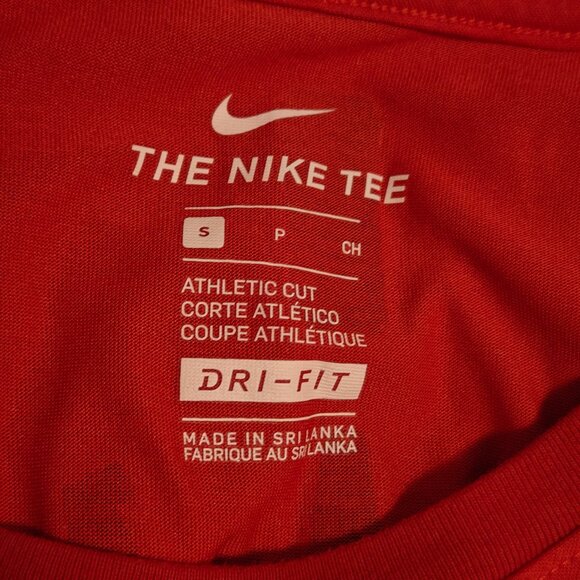 THE NIKE TEE
S P CH
ATHLETIC CUT
CORTE ATLÉTICO
COUPE ATHLÉTIQUE
DRI-FIT
MADE IN SRI LANKA
FABRIQUE AU SRI LANKA